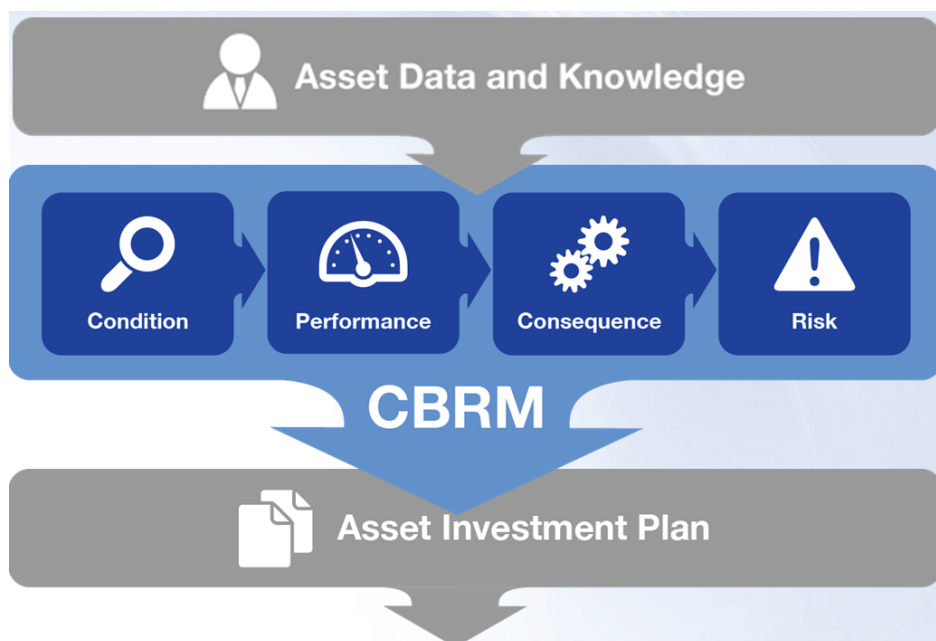 Asset Data and Knowledge
Condition
Performance
Consequence
Risk
CBRM
Asset Investment Plan